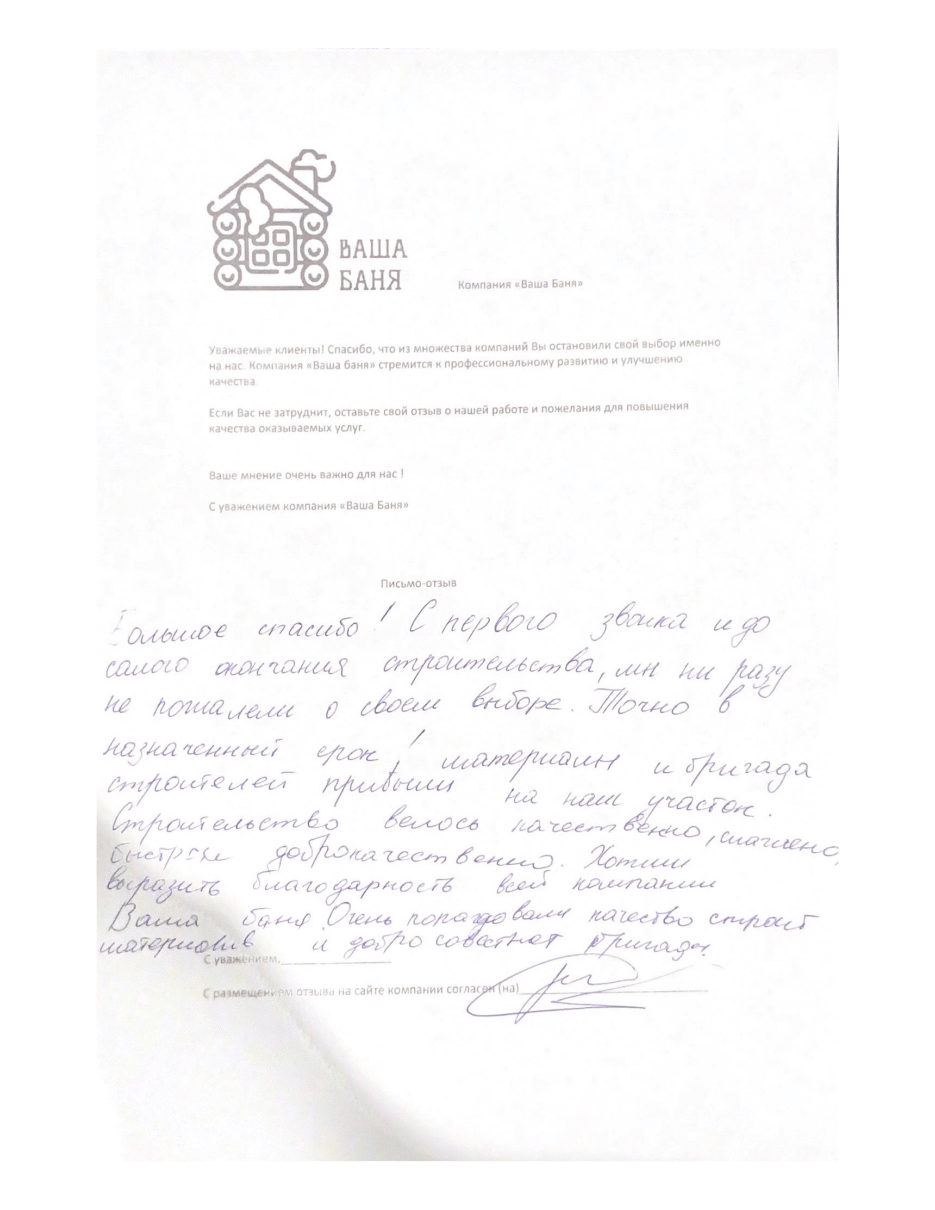 ВАША
БАНЯ
Компания «Ваша Баня»
Уважаемые клиенты! Спасибо, что из множества компаний Вы остановили свой выбор именно
на нас. Компания «Ваша баня» стремится к профессиональному развитию и улучшению
качества.
Если Вас не затруднит, оставьте свой отзыв о нашей работе и пожелания для повышения
качества оказываемых услуг.
Ваше мнение очень важно для нас !
С уважением компания «Ваша Баня»
Письмо-отзыв
Большое спасибо! С первого звонка и до
самого окончания строительства, мы ни разу
не пожалели о своем выборе. Точно в
назначенный срок! материалы и бригада
строителей прибыли на наш участок.
Строительство велось качественно, слаженно,
доброкачественно. Хотим
выразить благодарность всей компании
Ваша баня. Очень порадовали качество строит
материалов и добросовестная бригада.
С уважением,
С размещением отзыва на сайте компании согласен (на)